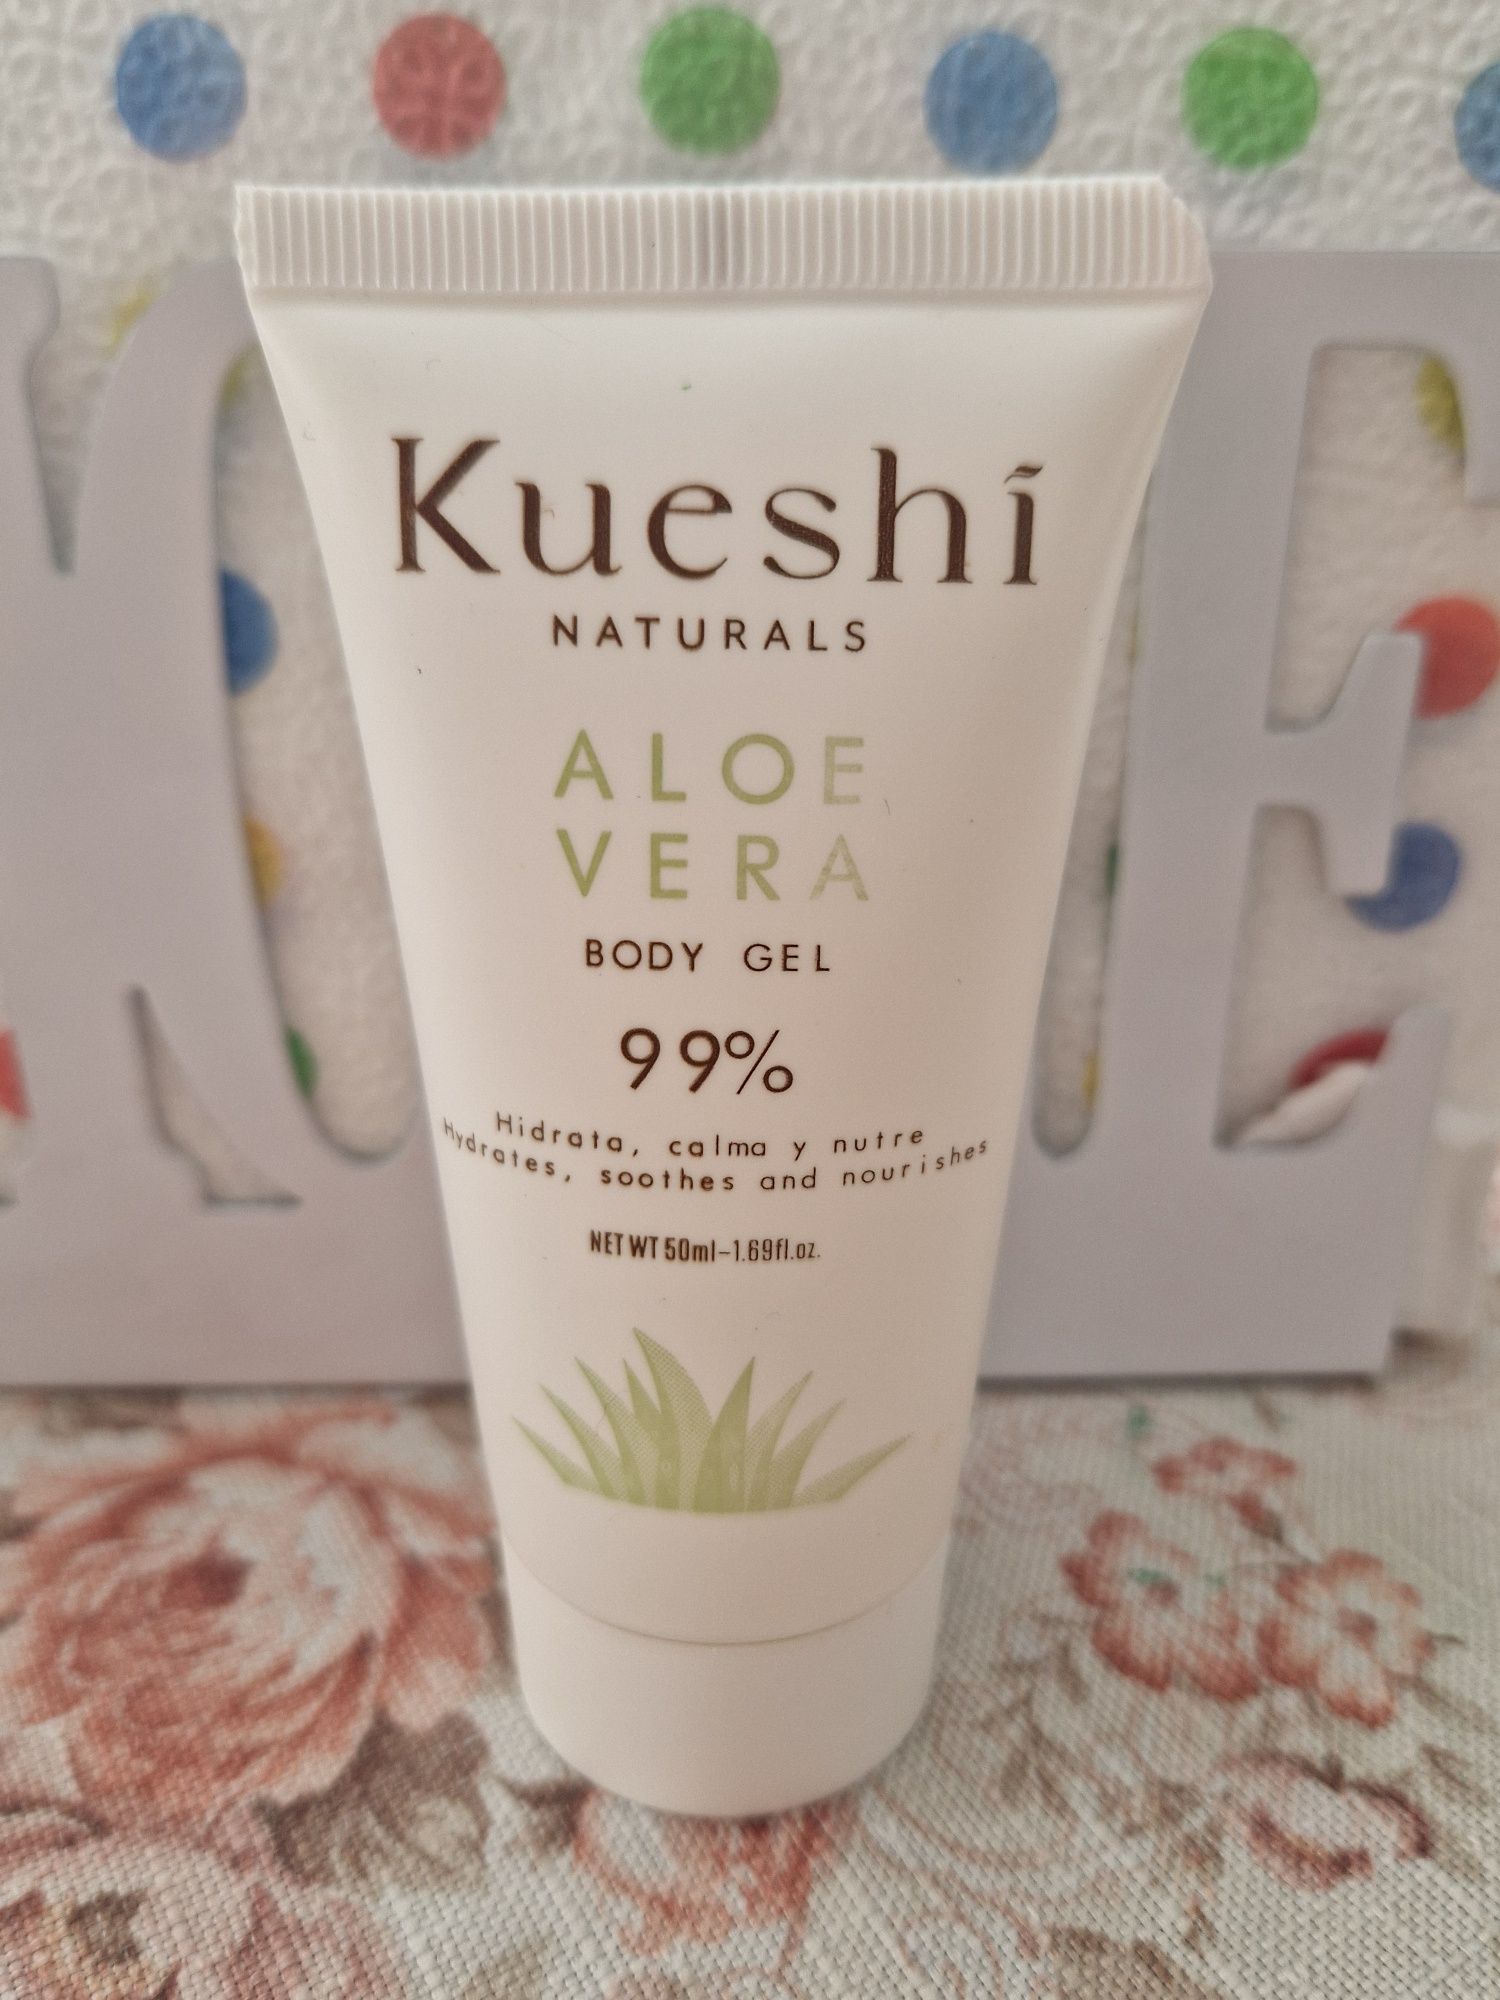 Kueshī
NATURALS
ALOE
VERA
BODY GEL
99%
Hidrata, calma y nutre
Hydrates, soothes and nourishes
NET WT 50ml-1.69fl.oz.